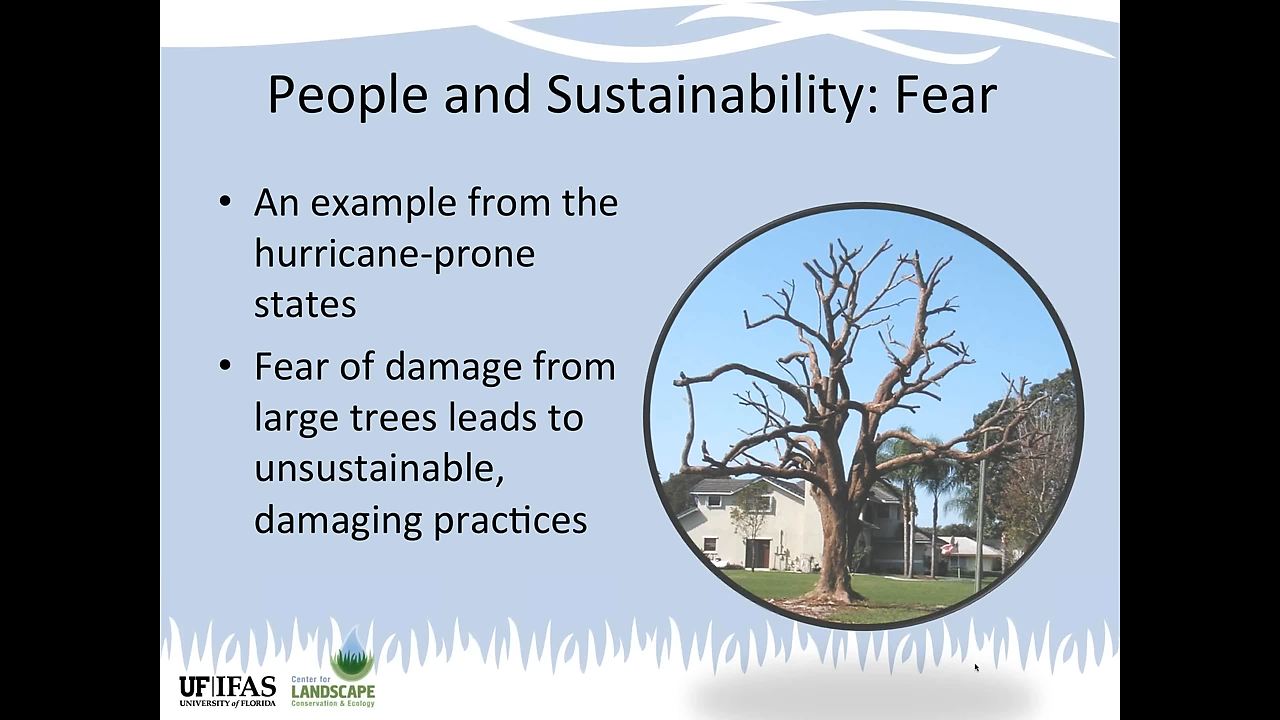 People and Sustainability: Fear
• An example from the
hurricane-prone
states
• Fear of damage from
large trees leads to
unsustainable,
damaging practices
UF|IFAS
UNIVERSITY of FLORIDA
Center for
LANDSCAPE
Conservation & Ecology